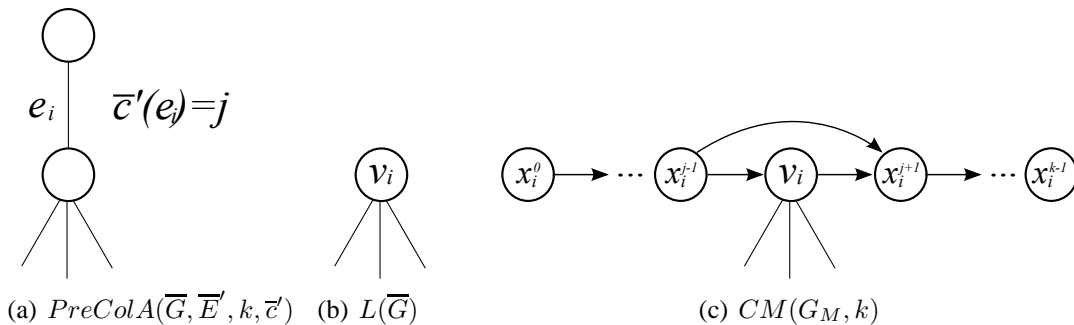 e_i c̅'(e_i)=j
v_i
x_i^0 ... x_i^{j-1} v_i x_i^{j+1} ... x_i^{k-1}
(a) PreColA(G̅, E̅', k, c̅') (b) L(G̅) (c) CM(G_M, k)